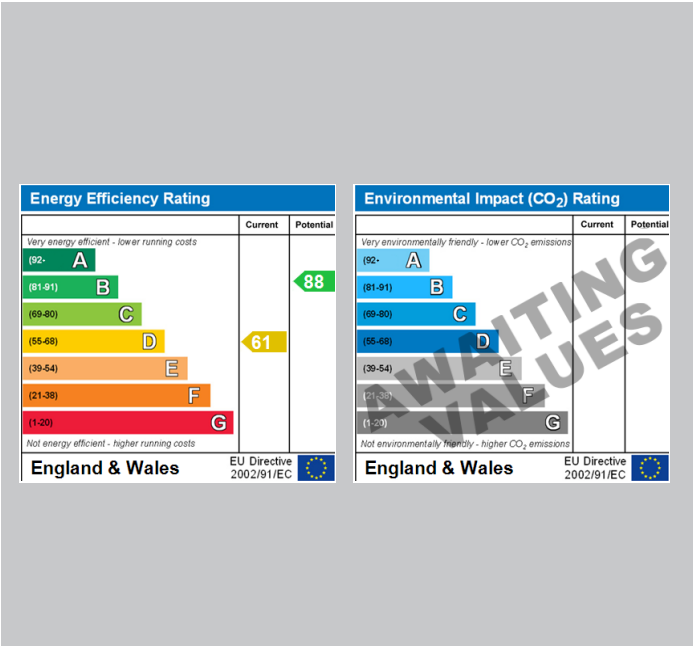 Energy Efficiency Rating
Current Potential
Very energy efficient - lower running costs
(92- A
(81-91) B
88
(69-80) C
(55-68) D
61
(39-54) E
(21-38) F
(1-20) G
Not energy efficient - higher running costs
England & Wales
EU Directive
2002/91/EC
Environmental Impact (CO2) Rating
Current Potential
Very environmentally friendly - lower CO2 emissions
(92- A
(81-91) B
(69-80) C
(55-68) D
(39-54) E
(21-38) F
(1-20) G
AWAITING
VALUES
Not environmentally friendly - higher CO2 emissions
England & Wales
EU Directive
2002/91/EC